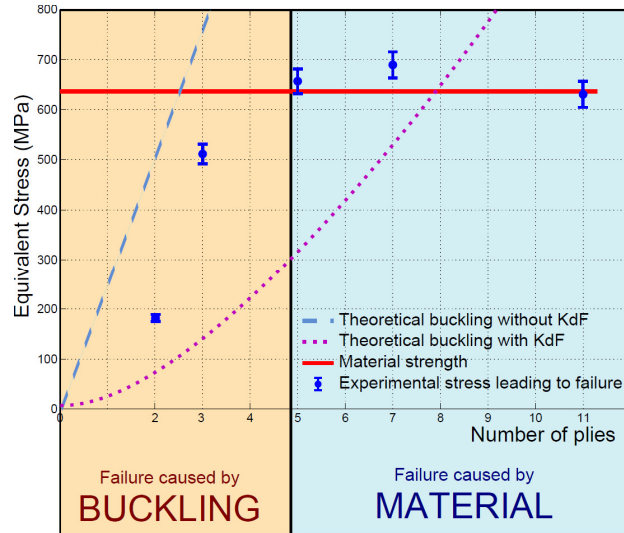 800
700
600
500
400
300
200
100
0
Equivalent Stress (MPa)
Theoretical buckling without KdF
Theoretical buckling with KdF
Material strength
Experimental stress leading to failure
0 1 2 3 4 5 6 7 8 9 10 11
Number of plies
Failure caused by
BUCKLING
Failure caused by
MATERIAL